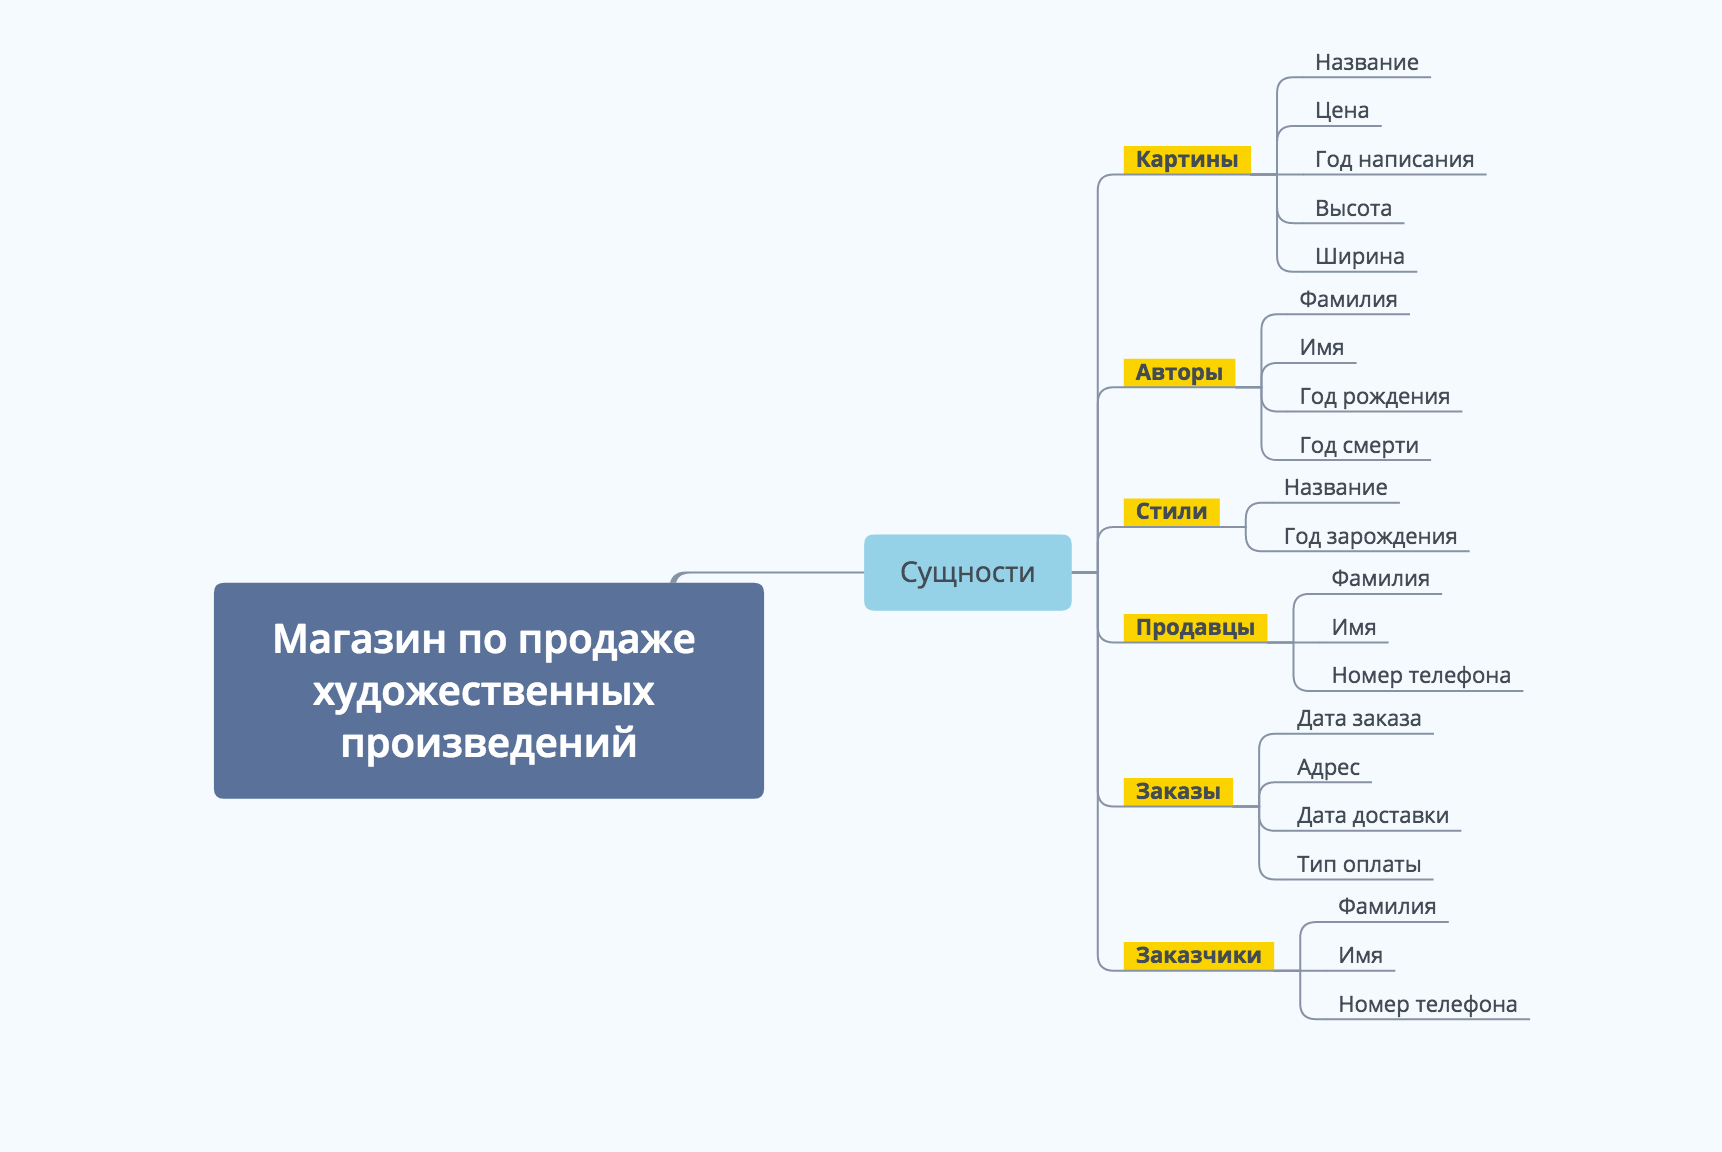 Магазин по продаже
художественных
произведений
Сущности
Картины
Название
Цена
Год написания
Высота
Ширина
Авторы
Фамилия
Имя
Год рождения
Год смерти
Стили
Название
Год зарождения
Продавцы
Фамилия
Имя
Номер телефона
Заказы
Дата заказа
Адрес
Дата доставки
Тип оплаты
Заказчики
Фамилия
Имя
Номер телефона